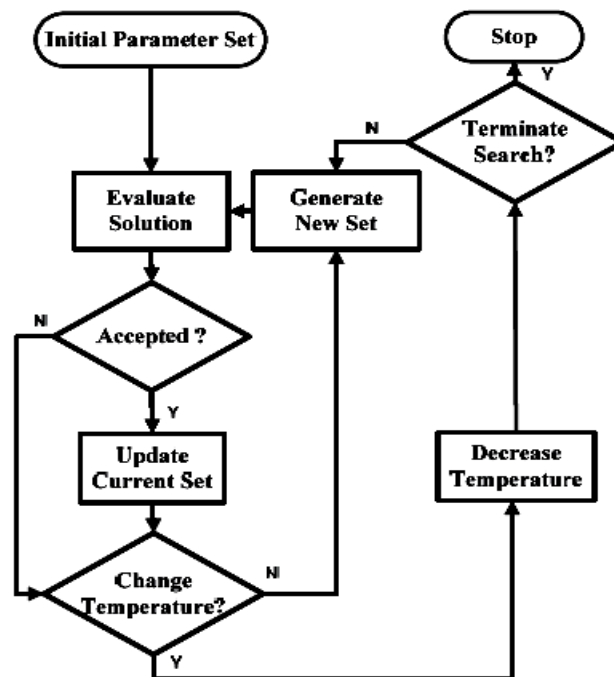 Initial Parameter Set
Stop
Y
N
Terminate
Search?
Evaluate
Solution
Generate
New Set
N
Accepted ?
Y
Update
Current Set
Decrease
Temperature
Change
Temperature?
N
Y